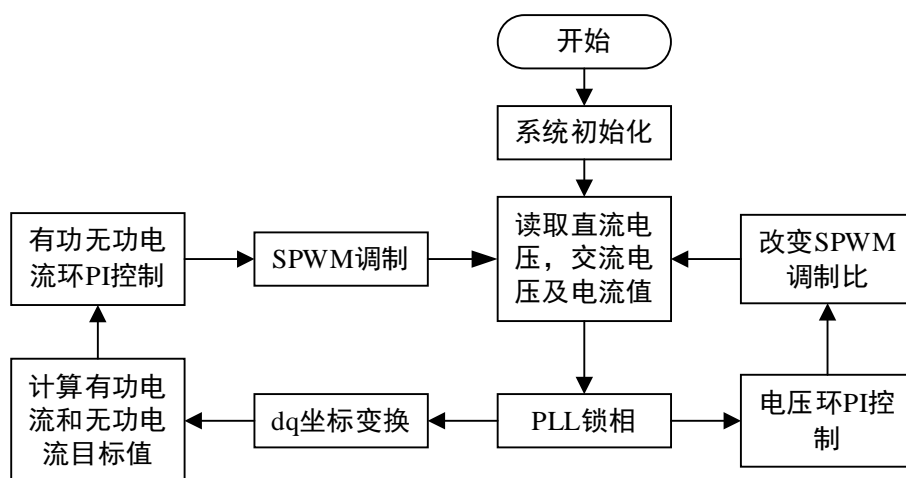 开始
系统初始化
读取直流电
压，交流电
压及电流值
有功无功电
流环PI控制
SPWM调制
改变SPWM
调制比
计算有功电
流和无功电
流目标值
dq坐标变换
PLL锁相
电压环PI控
制